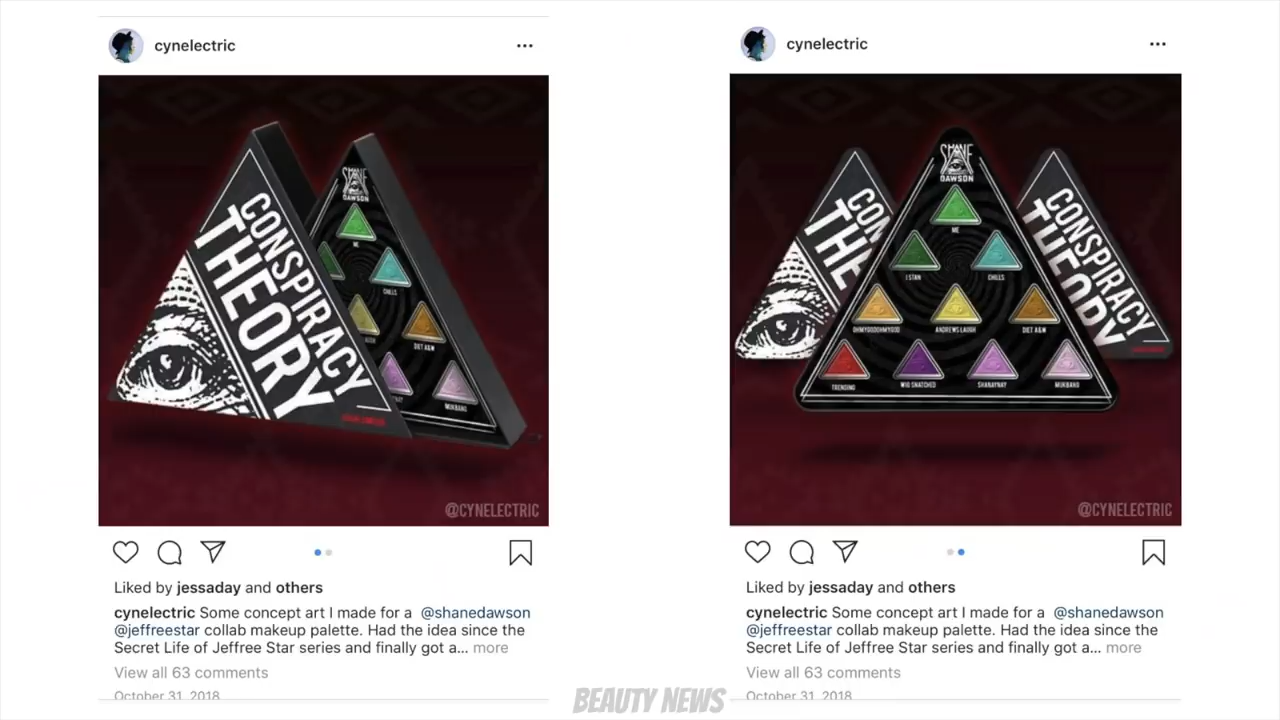 cynelectric
CONSPIRACY
THEORY
SHANE
DAWSON
ME
CHILLS
DIET A&W
MUKBANG
@CYNELECTRIC
Liked by jessaday and others
cynelectric Some concept art I made for a @shanedawson
@jeffreestar collab makeup palette. Had the idea since the
Secret Life of Jeffree Star series and finally got a... more
View all 63 comments
October 31, 2018
cynelectric
CONSPIRACY
THEORY
SHANE
DAWSON
ME
I STAN
CHILLS
OHMYGODOHMYGOD
ANDREWS LAUGH
DIET A&W
TRENDING
WIG SNATCHED
SHANAYNAY
MUKBANG
@CYNELECTRIC
Liked by jessaday and others
cynelectric Some concept art I made for a @shanedawson
@jeffreestar collab makeup palette. Had the idea since the
Secret Life of Jeffree Star series and finally got a... more
View all 63 comments
October 31, 2018
BEAUTY NEWS